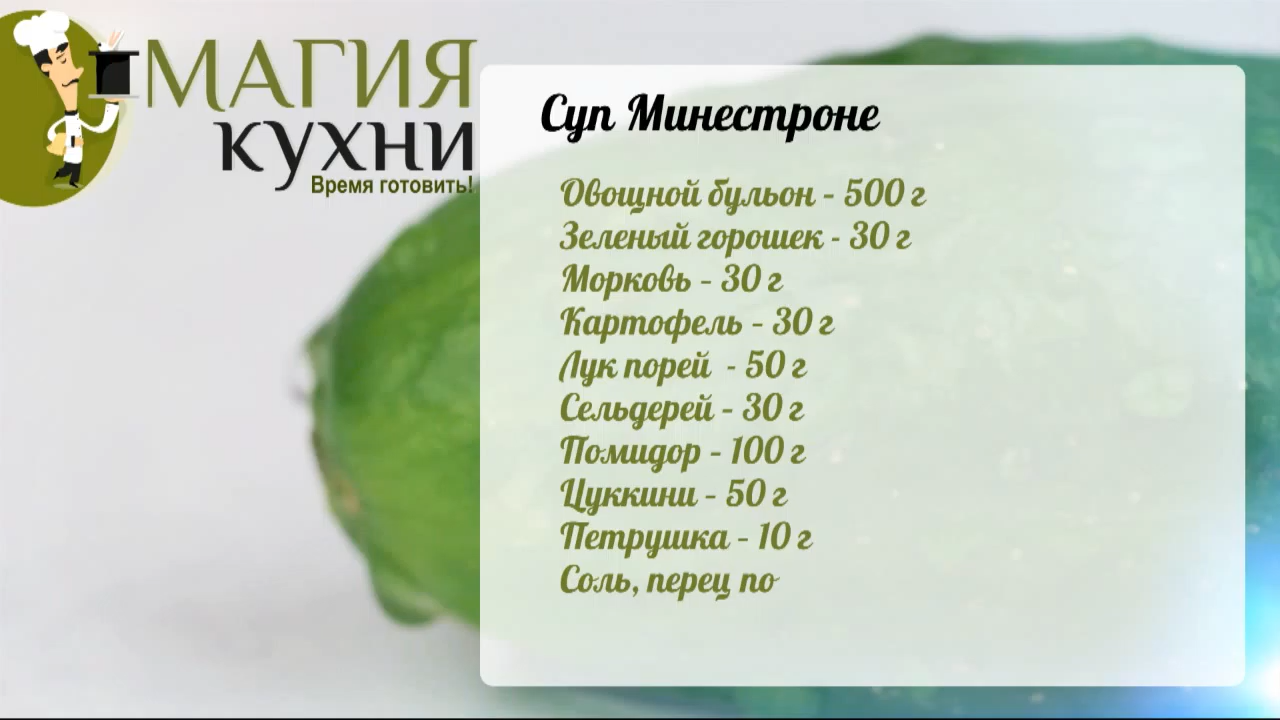 МАГИЯ
кухни
Время готовить!
Суп Минестроне
Овощной бульон – 500 г
Зеленый горошек - 30 г
Морковь – 30 г
Картофель – 30 г
Лук порей - 50 г
Сельдерей – 30 г
Помидор – 100 г
Цуккини – 50 г
Петрушка – 10 г
Соль, перец по